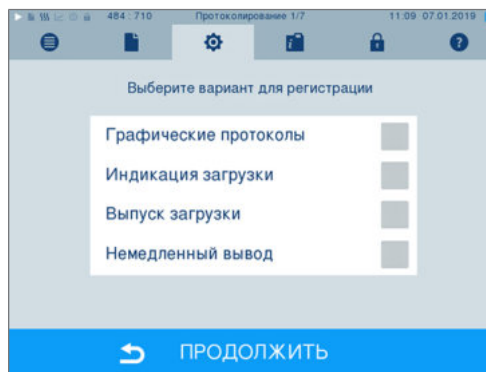 484 : 710 Протоколирование 1/7 11:09 07.01.2019
Выберите вариант для регистрации
Графические протоколы
Индикация загрузки
Выпуск загрузки
Немедленный вывод
ПРОДОЛЖИТЬ